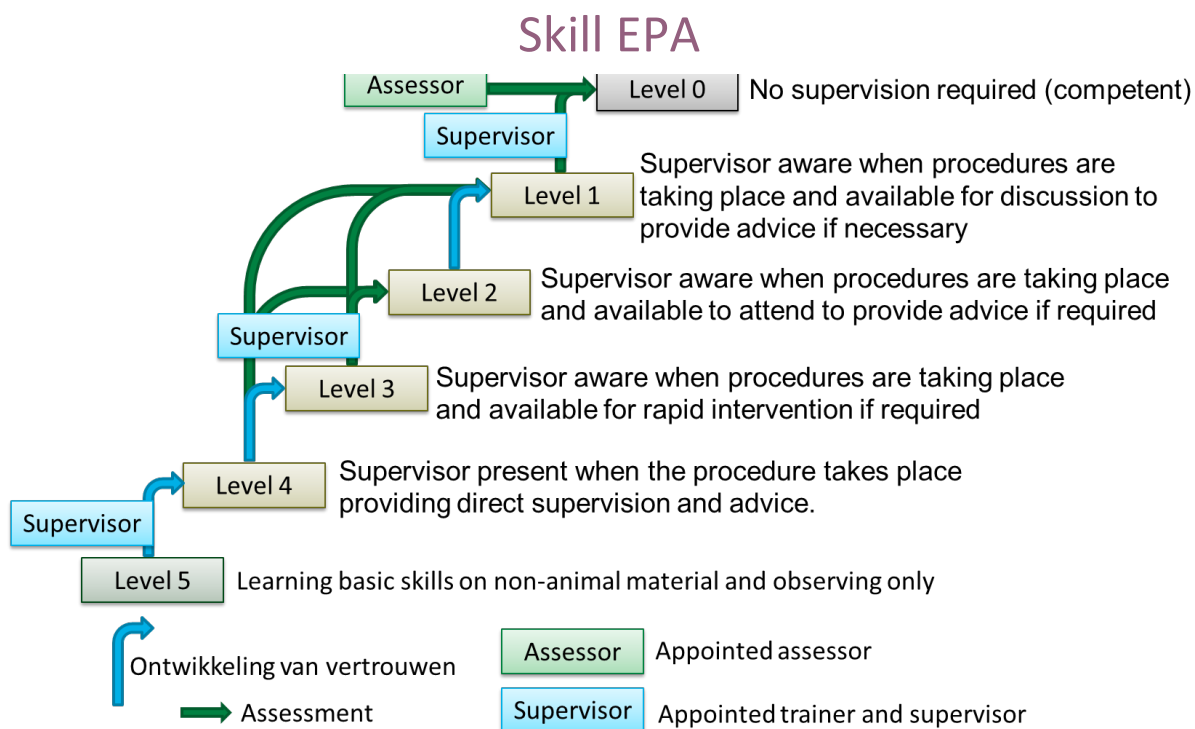 Skill EPA
Assessor
Level 0
No supervision required (competent)
Supervisor
Level 1
Supervisor aware when procedures are
taking place and available for discussion to
provide advice if necessary
Level 2
Supervisor aware when procedures are taking place
and available to attend to provide advice if required
Supervisor
Level 3
Supervisor aware when procedures are taking place
and available for rapid intervention if required
Level 4
Supervisor present when the procedure takes place
providing direct supervision and advice.
Supervisor
Level 5
Learning basic skills on non-animal material and observing only
Ontwikkeling van vertrouwen
Assessment
Assessor
Appointed assessor
Supervisor
Appointed trainer and supervisor